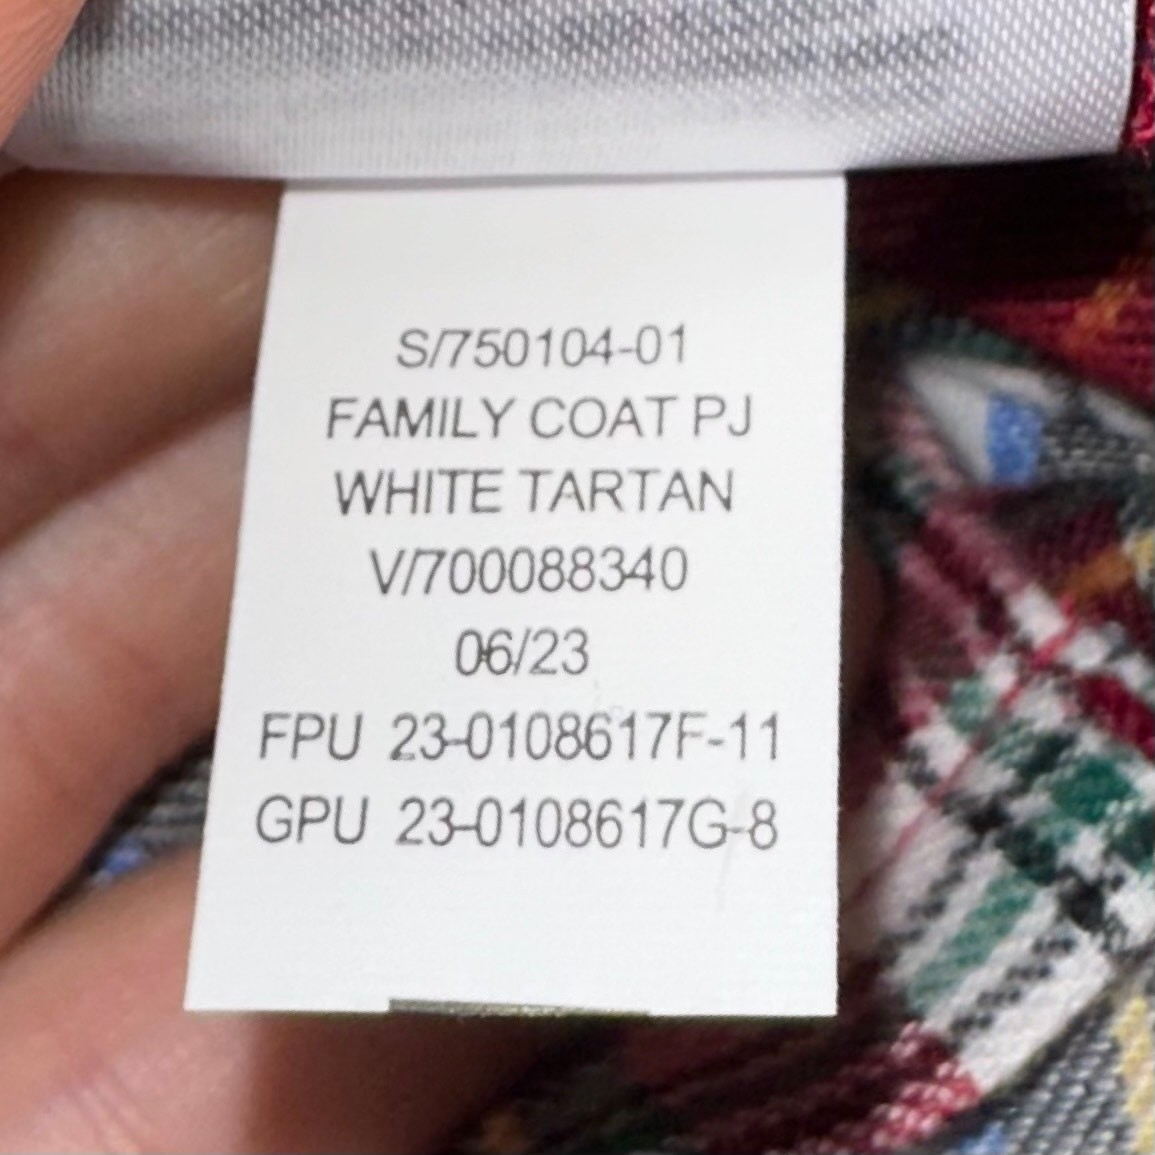 S/750104-01
FAMILY COAT PJ
WHITE TARTAN
V/700088340
06/23
FPU 23-0108617F-11
GPU 23-0108617G-8